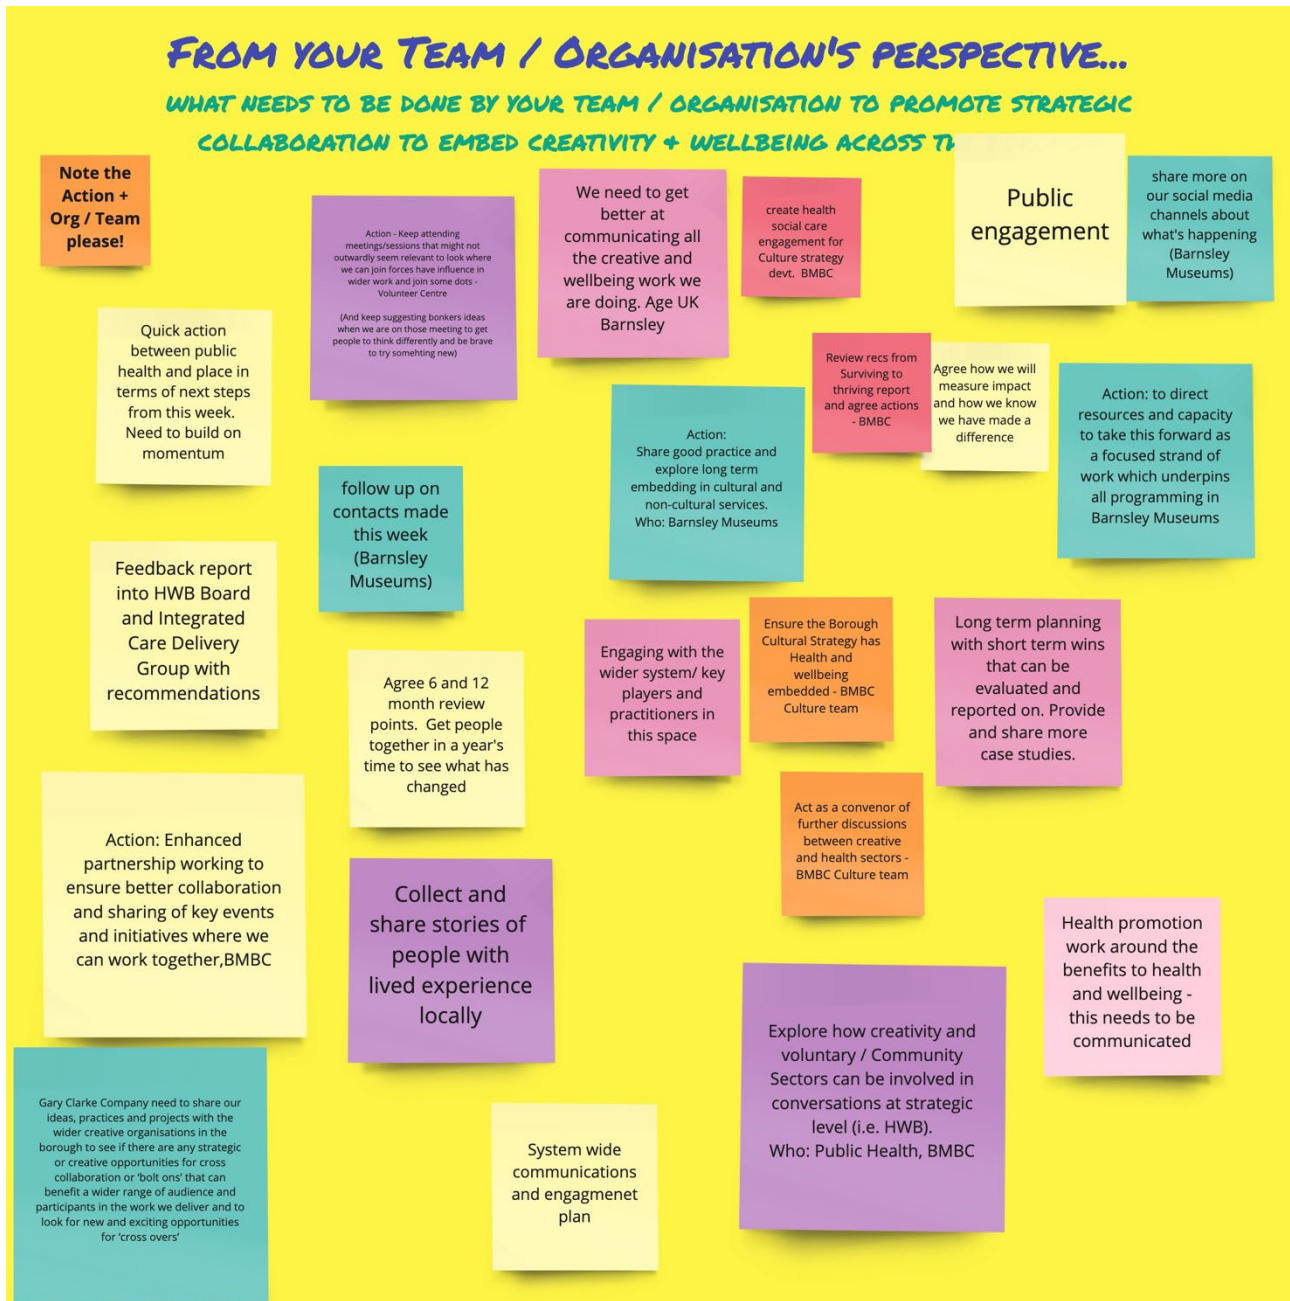 FROM YOUR TEAM / ORGANISATION'S PERSPECTIVE...
WHAT NEEDS TO BE DONE BY YOUR TEAM / ORGANISATION TO PROMOTE STRATEGIC
COLLABORATION TO EMBED CREATIVITY + WELLBEING ACROSS
Note the
Action +
Org / Team
please!
Action - Keep attending
meetings/sessions that might not
outwardly seem relevant to look where
we can join forces have influence in
wider work and join some dots -
Volunteer Centre
(And keep suggesting bonkers ideas
when we are on those meeting to get
people to think differently and be brave
to try somehting new)
We need to get
better at
communicating all
the creative and
wellbeing work we
are doing. Age UK
Barnsley
create health
social care
engagement for
Culture strategy
devt. BMBC
Public
engagement
share more on
our social media
channels about
what's happening
(Barnsley
Museums)
Quick action
between public
health and place in
terms of next steps
from this week.
Need to build on
momentum
Review recs from
Surviving to
thriving report
and agree actions
- BMBC
Agree how we will
measure impact
and how we know
we have made a
difference
Action: to direct
resources and capacity
to take this forward as
a focused strand of
work which underpins
all programming in
Barnsley Museums
Action:
Share good practice and
explore long term
embedding in cultural and
non-cultural services.
Who: Barnsley Museums
follow up on
contacts made
this week
(Barnsley
Museums)
Feedback report
into HWB Board
and Integrated
Care Delivery
Group with
recommendations
Agree 6 and 12
month review
points. Get people
together in a year's
time to see what has
changed
Engaging with the
wider system/ key
players and
practitioners in
this space
Ensure the Borough
Cultural Strategy has
Health and
wellbeing
embedded - BMBC
Culture team
Long term planning
with short term wins
that can be
evaluated and
reported on. Provide
and share more
case studies.
Action: Enhanced
partnership working to
ensure better collaboration
and sharing of key events
and initiatives where we
can work together,BMBC
Act as a convenor of
further discussions
between creative
and health sectors -
BMBC Culture team
Collect and
share stories of
people with
lived experience
locally
Health promotion
work around the
benefits to health
and wellbeing -
this needs to be
communicated
Explore how creativity and
voluntary / Community
Sectors can be involved in
conversations at strategic
level (i.e. HWB).
Who: Public Health, BMBC
Gary Clarke Company need to share our
ideas, practices and projects with the
wider creative organisations in the
borough to see if there are any strategic
or creative opportunities for cross
collaboration or 'bolt ons' that can
benefit a wider range of audience and
participants in the work we deliver and to
look for new and exciting opportunities
for 'cross overs'
System wide
communications
and engagmenet
plan